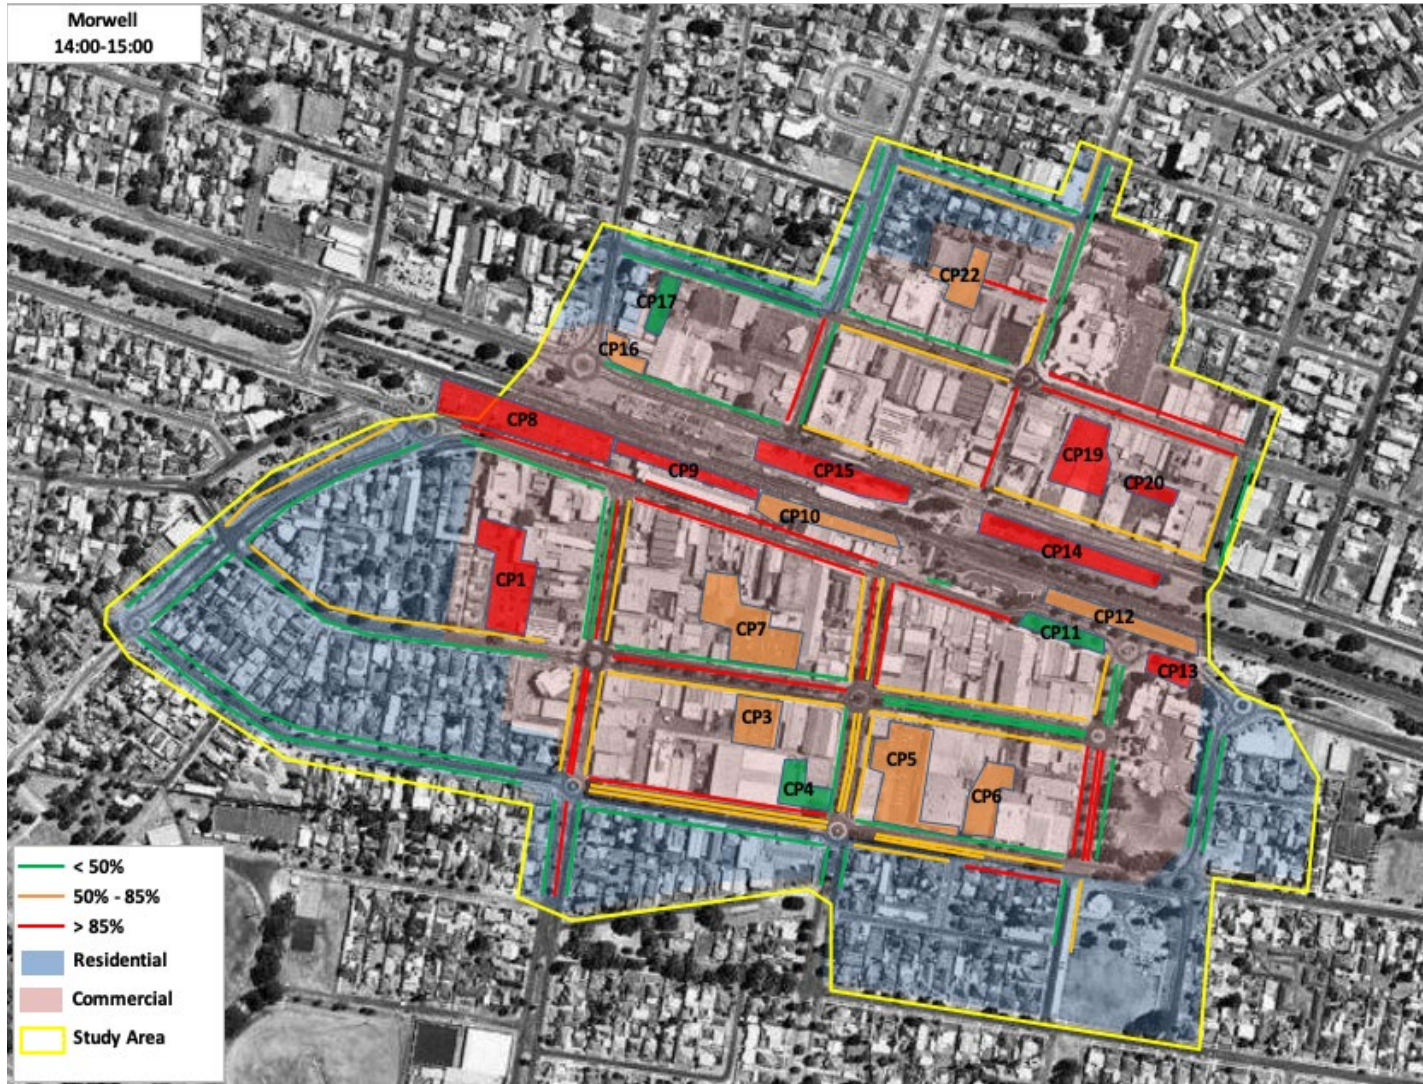 Morwell
14:00-15:00
CP22
CP17
CP16
CP8
CP9
CP15
CP19
CP20
CP10
CP14
CP1
CP12
CP11
CP7
CP13
CP3
CP5
CP4
CP6
< 50%
50% - 85%
> 85%
Residential
Commercial
Study Area